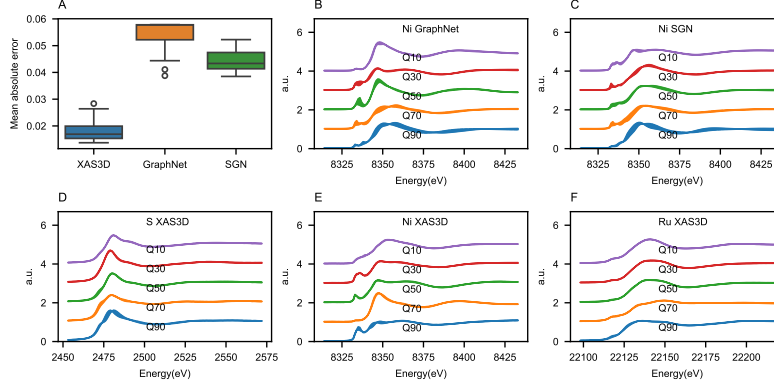 A
Mean absolute error
0.06
0.05
0.04
0.03
0.02
XAS3D GraphNet SGN
B
Ni GraphNet
a.u.
6
4
2
0
Q10
Q30
Q50
Q70
Q90
8325 8350 8375 8400 8425
Energy(eV)
C
Ni SGN
a.u.
6
4
2
0
Q10
Q30
Q50
Q70
Q90
8325 8350 8375 8400 8425
Energy(eV)
D
S XAS3D
a.u.
6
4
2
0
Q10
Q30
Q50
Q70
Q90
2450 2475 2500 2525 2550 2575
Energy(eV)
E
Ni XAS3D
a.u.
6
4
2
0
Q10
Q30
Q50
Q70
Q90
8325 8350 8375 8400 8425
Energy(eV)
F
Ru XAS3D
a.u.
6
4
2
0
Q10
Q30
Q50
Q70
Q90
22100 22125 22150 22175 22200
Energy(eV)